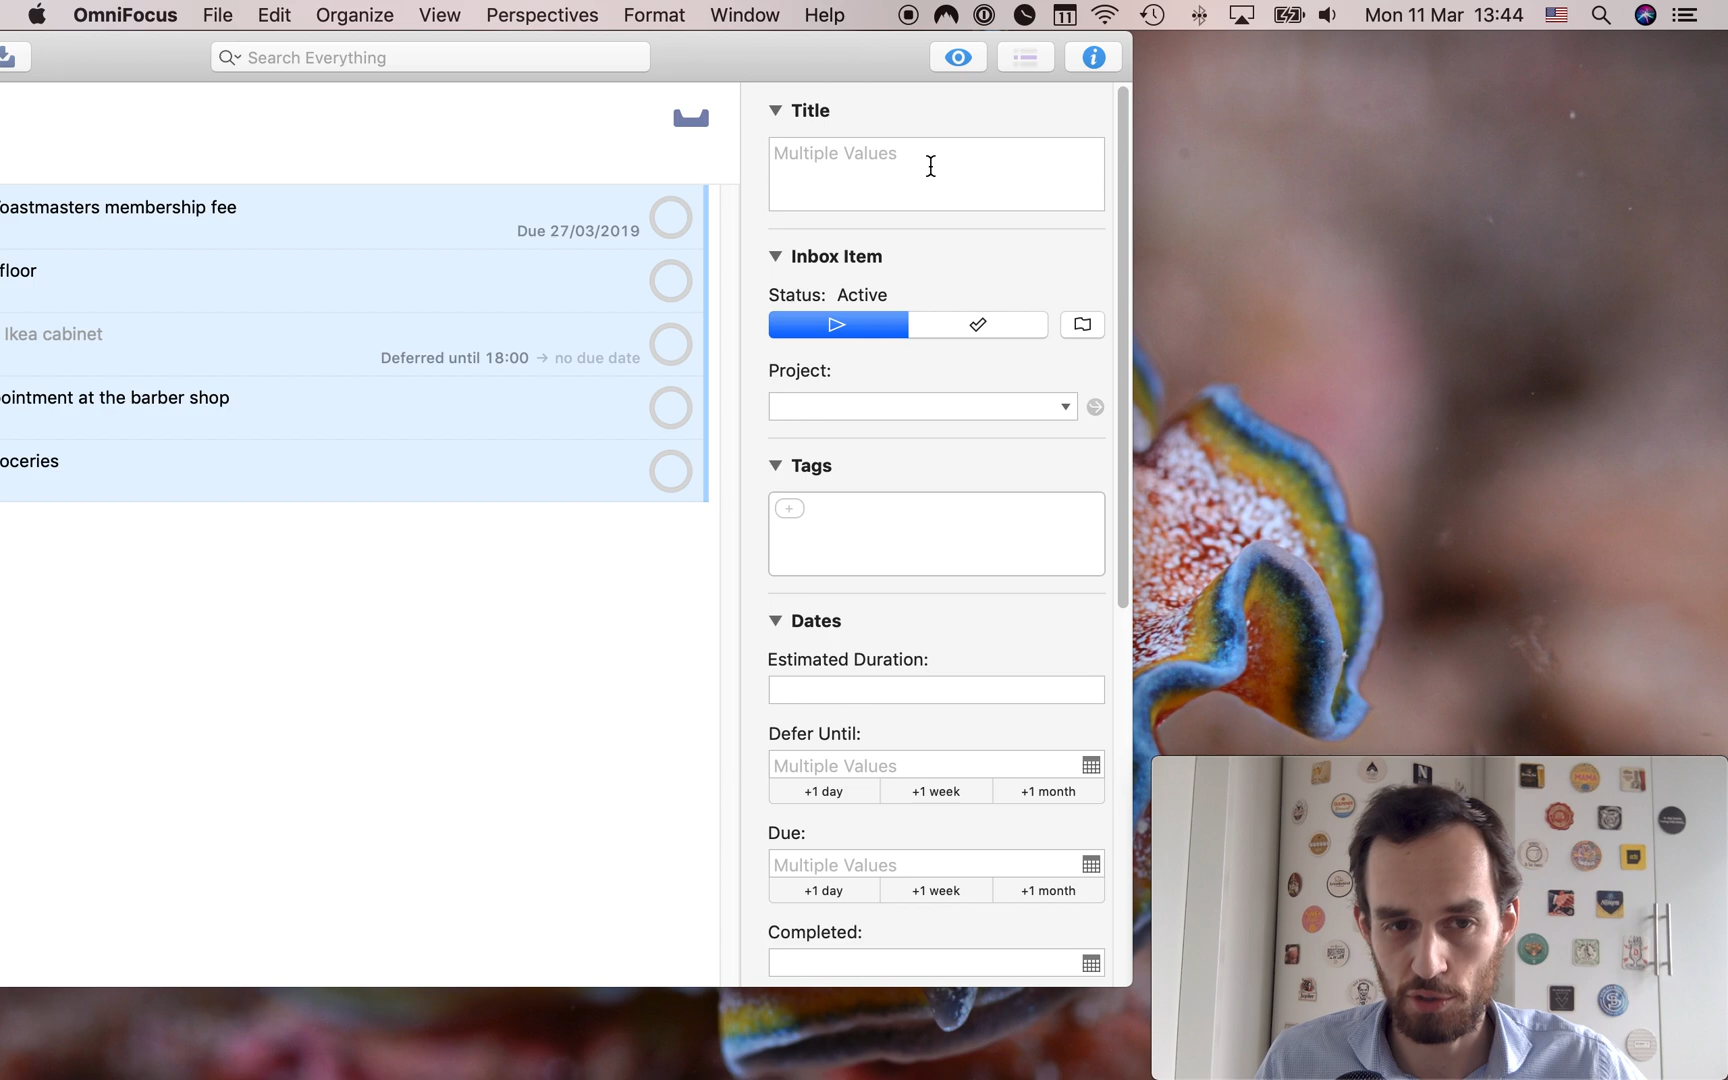 OmniFocus File Edit Organize View Perspectives Format Window Help 11 Mon 11 Mar 13:44
Search Everything
Title
Multiple Values
oastmasters membership fee
Due 27/03/2019
floor
Ikea cabinet
Deferred until 18:00 → no due date
ointment at the barber shop
oceries
Inbox Item
Status: Active
Project:
Tags
+
Dates
Estimated Duration:
Defer Until:
Multiple Values
+1 day +1 week +1 month
Due:
Multiple Values
+1 day +1 week +1 month
Completed: